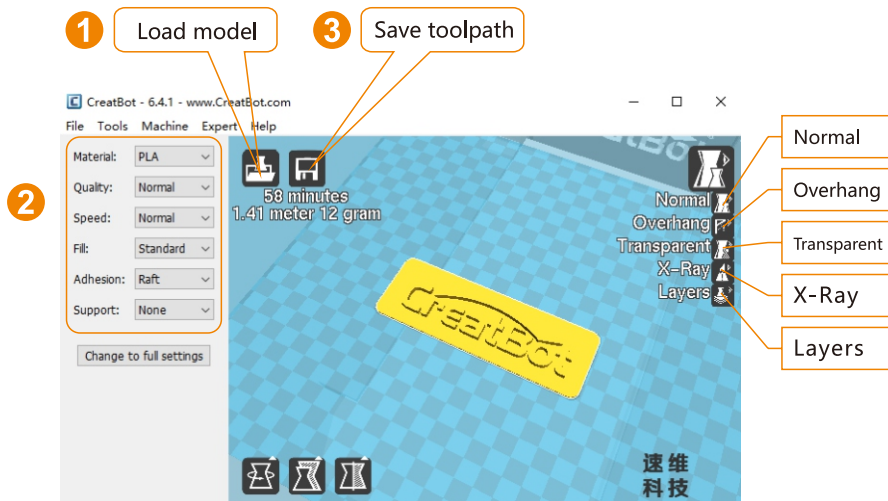 1 Load model
3 Save toolpath
CreatBot - 6.4.1 - www.CreatBot.com
File Tools Machine Expert Help
2
Material: PLA
Quality: Normal
Speed: Normal
Fill: Standard
Adhesion: Raft
Support: None
Change to full settings
58 minutes
1.41 meter 12 gram
CreatBot
Normal
Overhang
Transparent
X-Ray
Layers
Normal
Overhang
Transparent
X-Ray
Layers
速维
科技